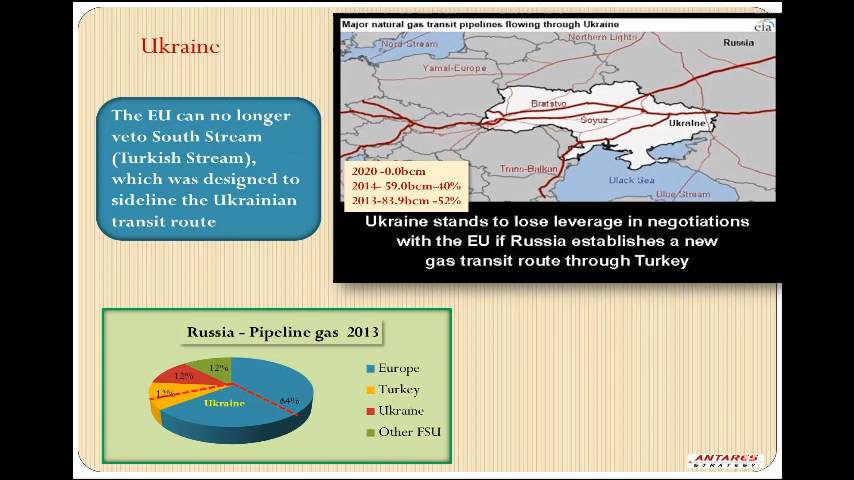 Ukraine
The EU can no longer
veto South Stream
(Turkish Stream),
which was designed to
sideline the Ukrainian
transit route
Major natural gas transit pipelines flowing through Ukraine
eia
Northern Lights
Nord Stream
Russia
Yamal-Europe
Bratstvo
Soyuz
Ukraine
Trans-Balkan
Black Sea
Blue Stream
2020 -0.0bcm
2014- 59.0bcm-40%
2013-83.9bcm -52%
Ukraine stands to lose leverage in negotiations
with the EU if Russia establishes a new
gas transit route through Turkey
Russia - Pipeline gas 2013
12%
12%
12%
64%
Ukraine
Europe
Turkey
Ukraine
Other FSU
ANTARES
STRATEGY